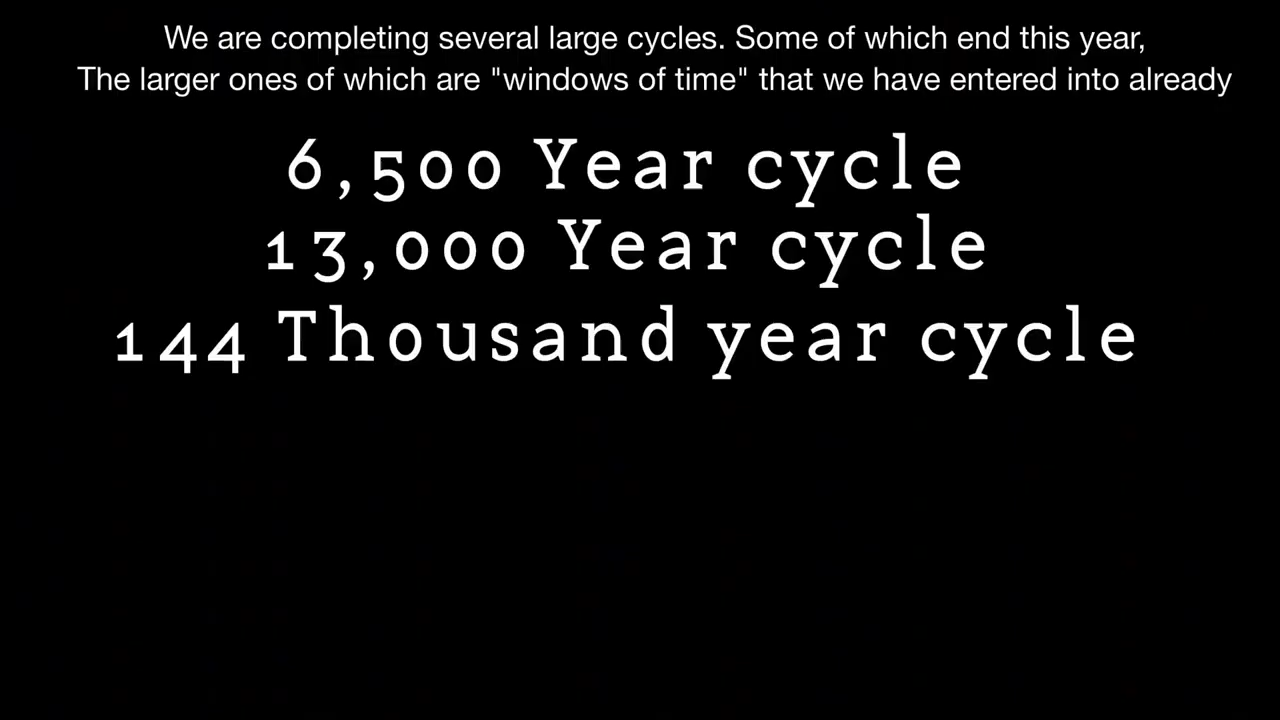 We are completing several large cycles. Some of which end this year,
The larger ones of which are "windows of time" that we have entered into already
6,500 Year cycle
13,000 Year cycle
144 Thousand year cycle